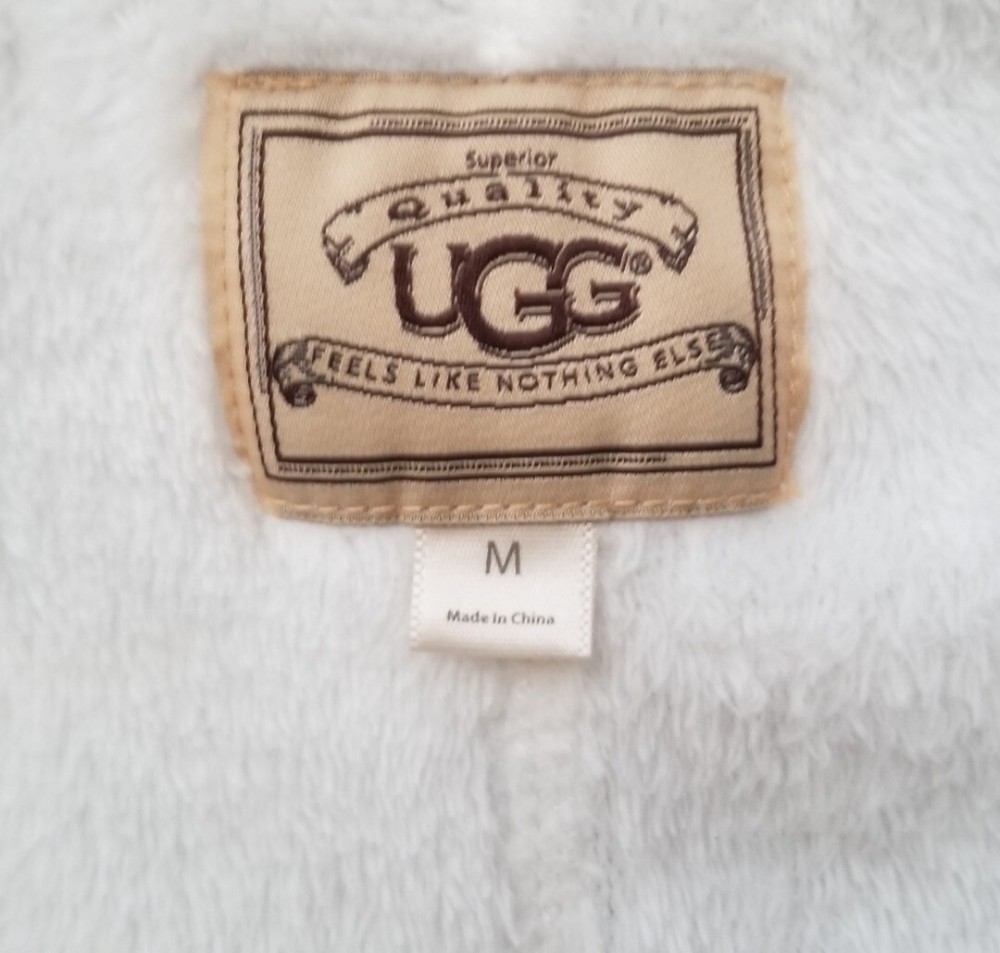 Superior
Quality
UGG®
FEELS LIKE NOTHING ELSE
M
Made in China